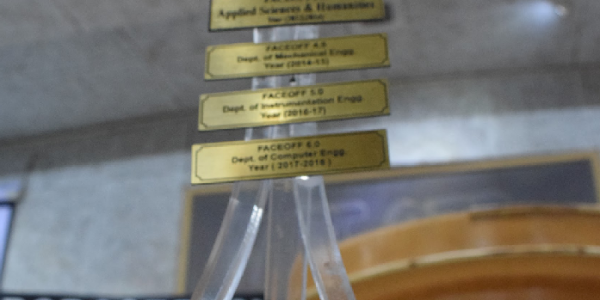 Applied Sciences & Humanities
FACEOFF 4.0
Dept. of Mechanical Engg.
Year (2014-15)
FACEOFF 5.0
Dept. of Instrumentation Engg.
Year (2016-17)
FACEOFF 6.0
Dept. of Computer Engg.
Year ( 2017-2018 )